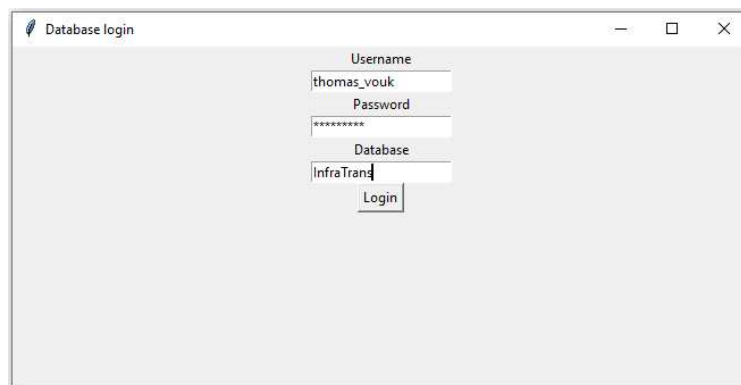 Database login
Username
thomas_vouk
Password
*********
Database
InfraTrans
Login